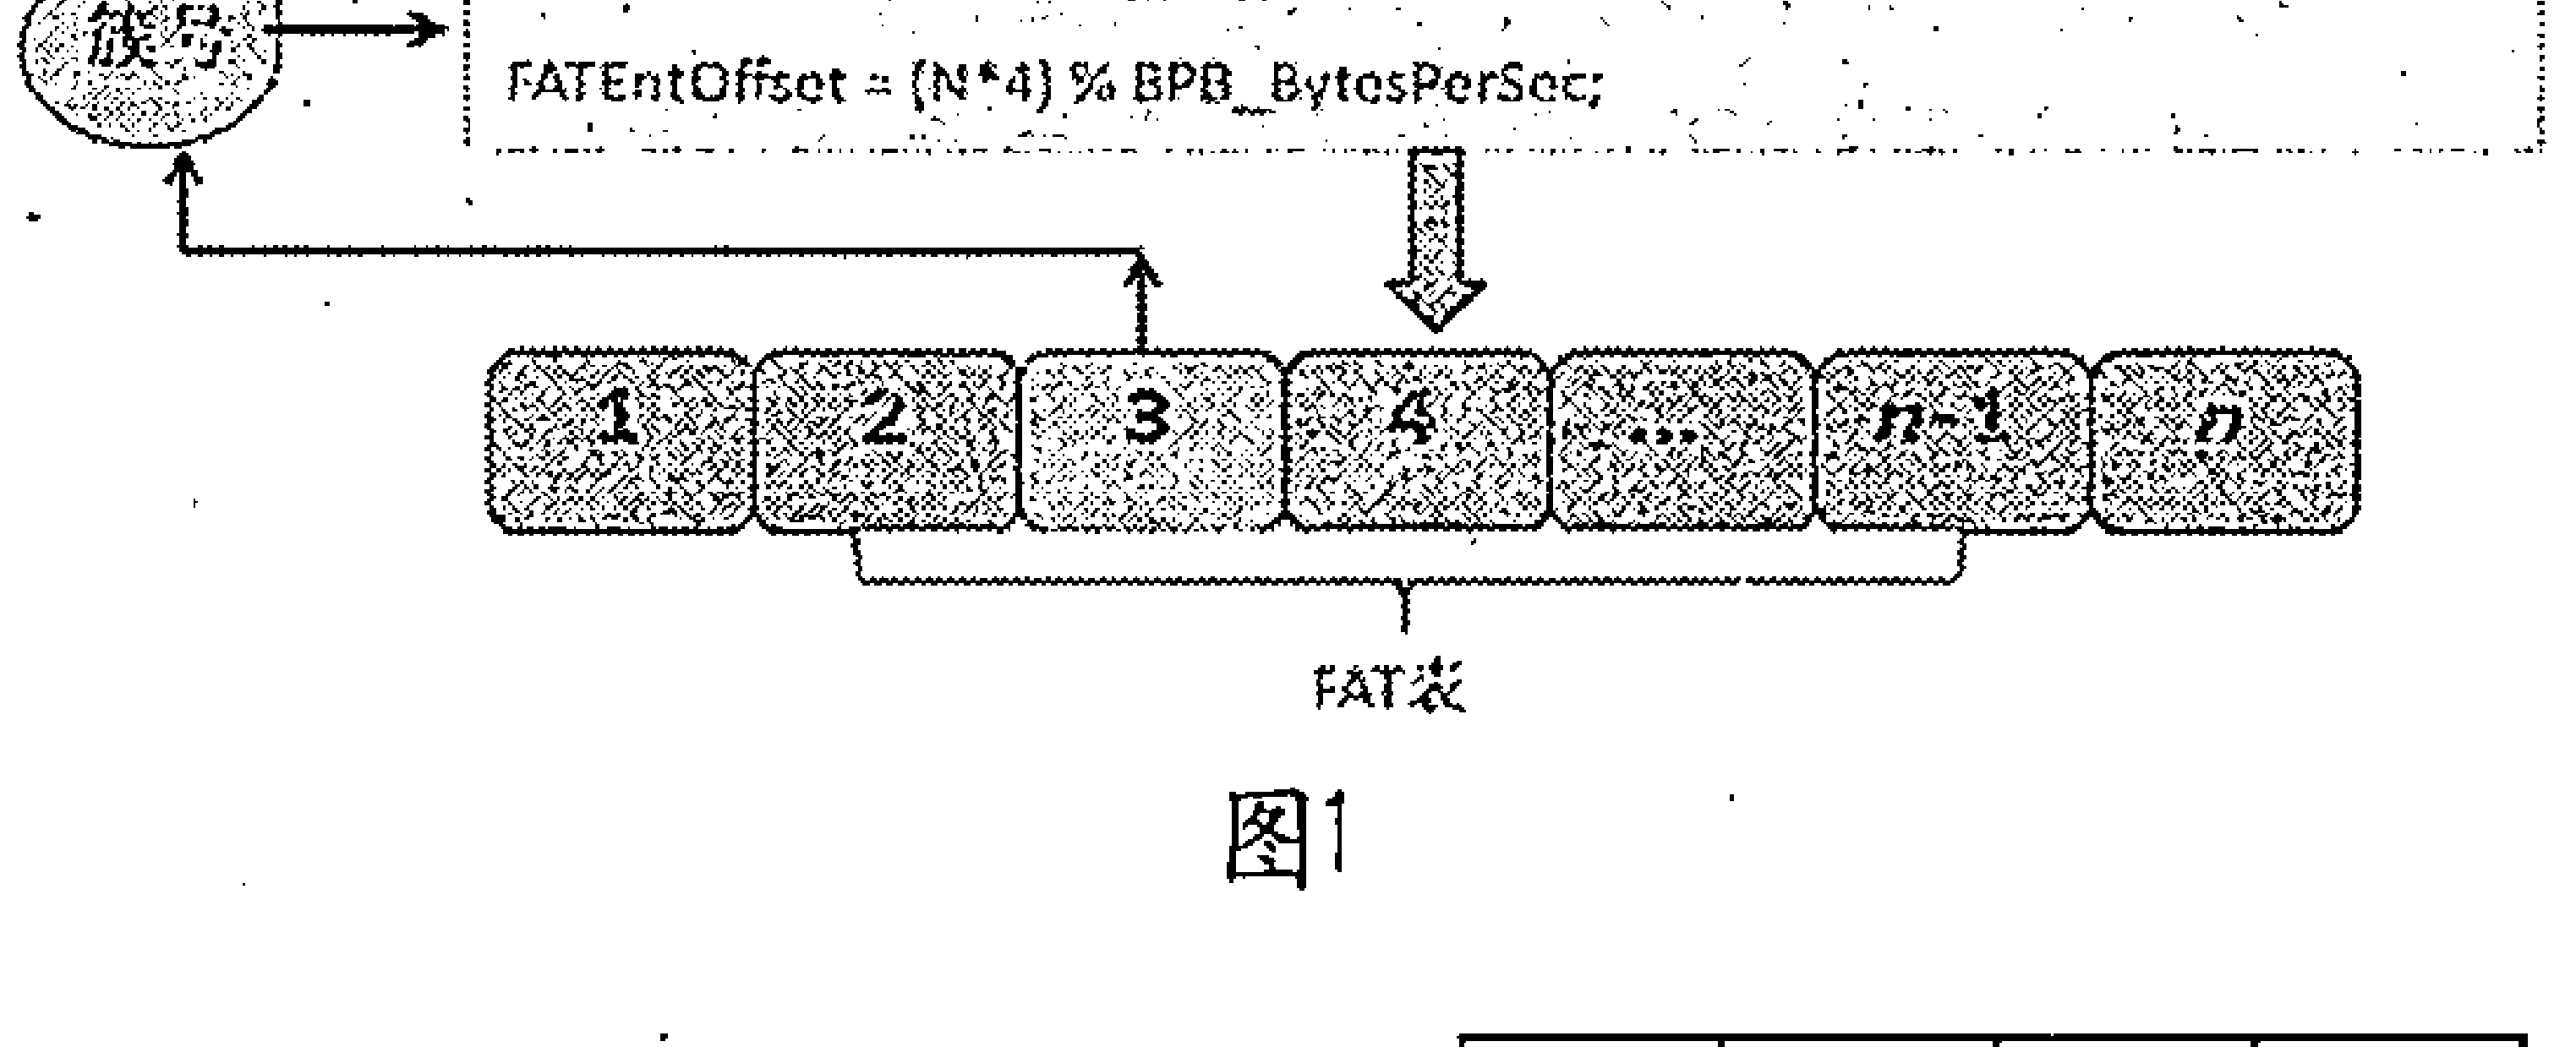 簇号
FATEntOffset = (N*4) % BPB_BytesPerSec;
1 2 3 4 ... n-1 n
FAT表
图1